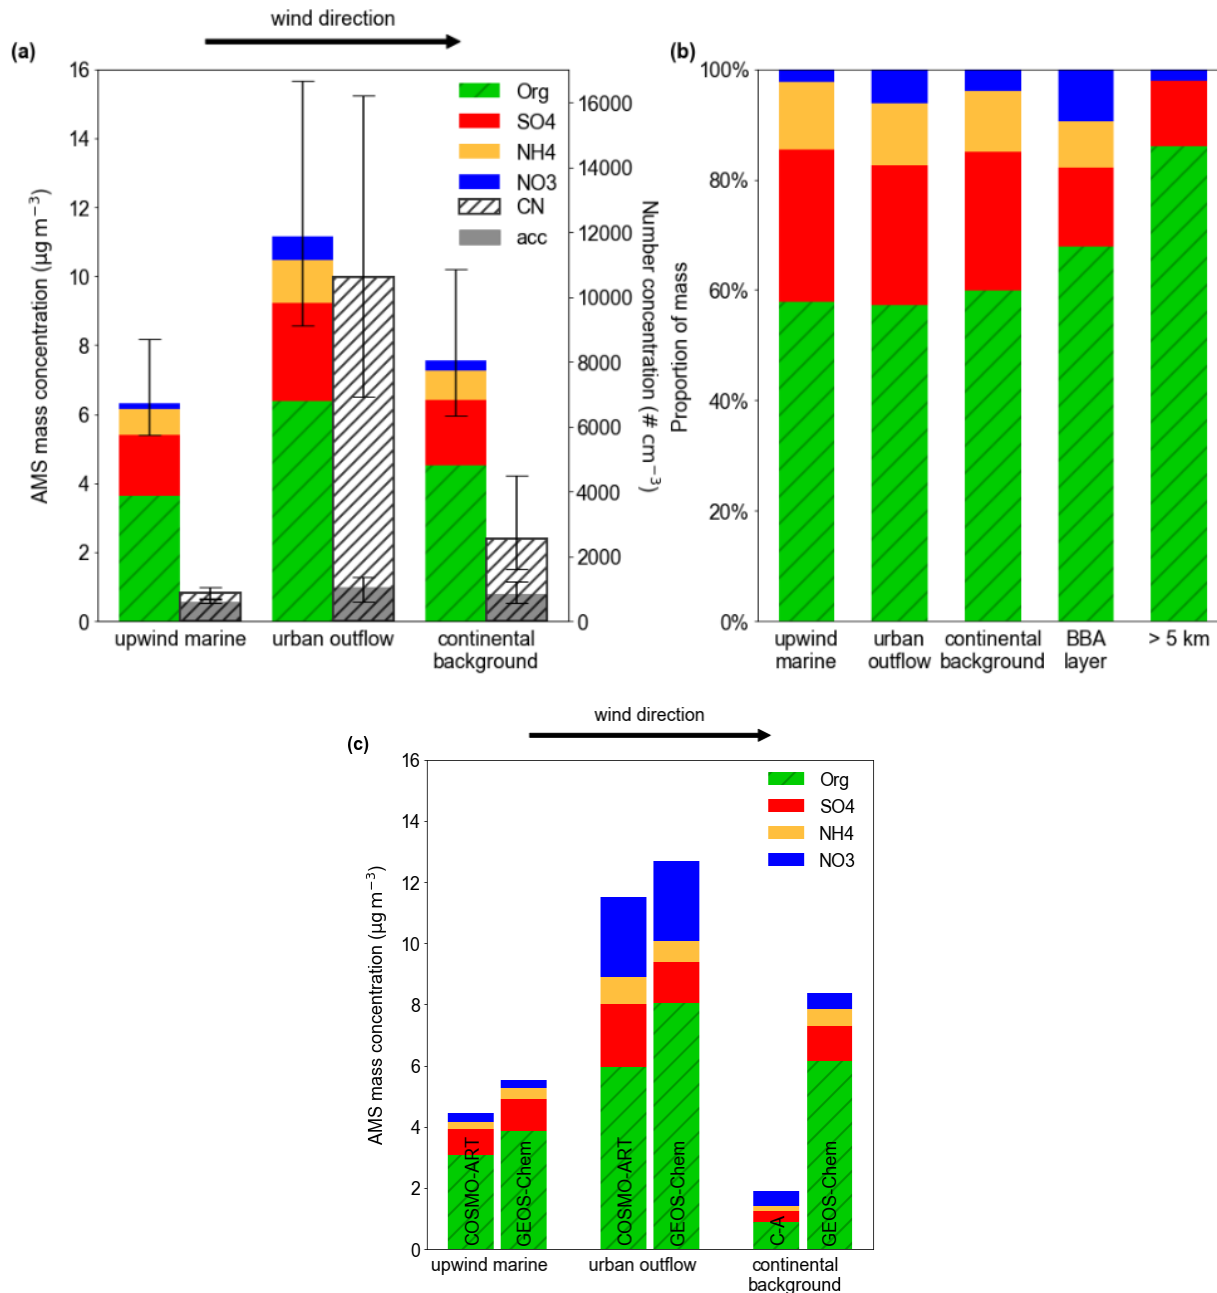 wind direction
(a)
16
14
12
10
8
6
4
2
0
AMS mass concentration (µg m⁻³)
Org
SO4
NH4
NO3
CN
acc
16000
14000
12000
10000
8000
6000
4000
2000
0
Number concentration (# cm⁻³)
upwind marine
urban outflow
continental
background
(b)
100%
80%
60%
40%
20%
0%
Proportion of mass
upwind
marine
urban
outflow
continental
background
BBA
layer
> 5 km
wind direction
(c)
16
14
12
10
8
6
4
2
0
AMS mass concentration (µg m⁻³)
Org
SO4
NH4
NO3
COSMO-ART
GEOS-Chem
COSMO-ART
GEOS-Chem
C-A
GEOS-Chem
upwind marine
urban outflow
continental
background